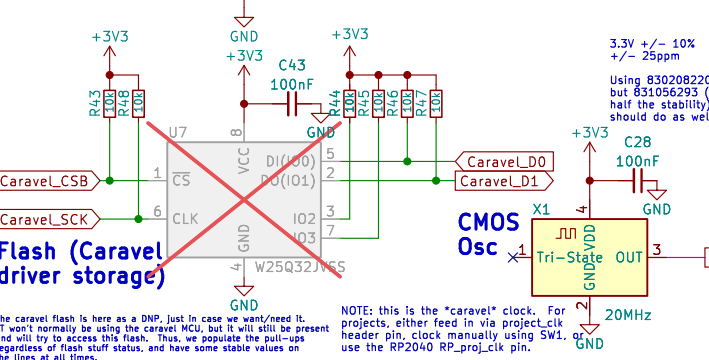 GND
+3V3
+3V3
+3V3
C43
100nF
R43
10k
R48
10k
R44
10k
R45
10k
R46
10k
R47
10k
GND
U7
8
VCC
DI(IO0)
5
DO(IO1)
2
1
CS
6
CLK
IO2
3
IO3
7
GND
4
W25Q32JVSS
GND
Caravel_CSB
Caravel_SCK
Caravel_D0
Caravel_D1
Flash (Caravel
driver storage)
he caravel flash is here as a DNP, just in case we want/need it.
T won't normally be using the caravel MCU, but it will still be present
nd will try to access this flash. Thus, we populate the pull-ups
egardless of flash stuff status, and have some stable values on
he lines at all times.
NOTE: this is the *caravel* clock. For
projects, either feed in via project_clk
header pin, clock manually using SW1, or
use the RP2040 RP_proj_clk pin.
3.3V +/- 10%
+/- 25ppm
Using 830208220
but 831056293 (
half the stability)
should do as wel
+3V3
C28
100nF
GND
CMOS
Osc
X1
4
VDD
1
Tri-State
OUT
3
GND
2
20MHz
GND